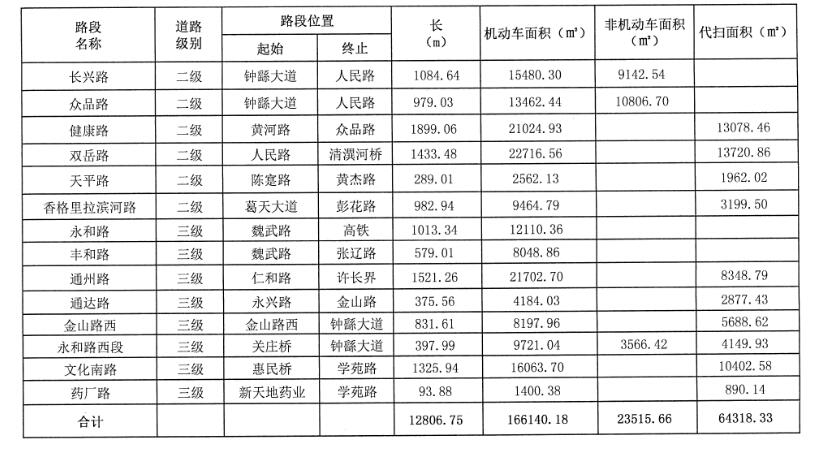 路段名称 道路级别 路段位置 长(m) 机动车面积(㎡) 非机动车面积(㎡) 代扫面积(㎡)
起始 终止
长兴路 二级 钟繇大道 人民路 1084.64 15480.30 9142.54
众品路 二级 钟繇大道 人民路 979.03 13462.44 10806.70
健康路 二级 黄河路 众品路 1899.06 21024.93 13078.46
双岳路 二级 人民路 清潩河桥 1433.48 22716.56 13720.86
天平路 二级 陈寔路 黄杰路 289.01 2562.13 1962.02
香格里拉滨河路 二级 葛天大道 彭花路 982.94 9464.79 3199.50
永和路 三级 魏武路 高铁 1013.34 12110.36
丰和路 三级 魏武路 张辽路 579.01 8048.86
通州路 三级 仁和路 许长界 1521.26 21702.70 8348.79
通达路 三级 永兴路 金山路 375.56 4184.03 2877.43
金山路西 三级 金山路西 钟繇大道 831.61 8197.96 5688.62
永和路西段 三级 关庄桥 钟繇大道 397.99 9721.04 3566.42 4149.93
文化南路 三级 惠民桥 学苑路 1325.94 16063.70 10402.58
药厂路 三级 新天地药业 学苑路 93.88 1400.38 890.14
合计 12806.75 166140.18 23515.66 64318.33